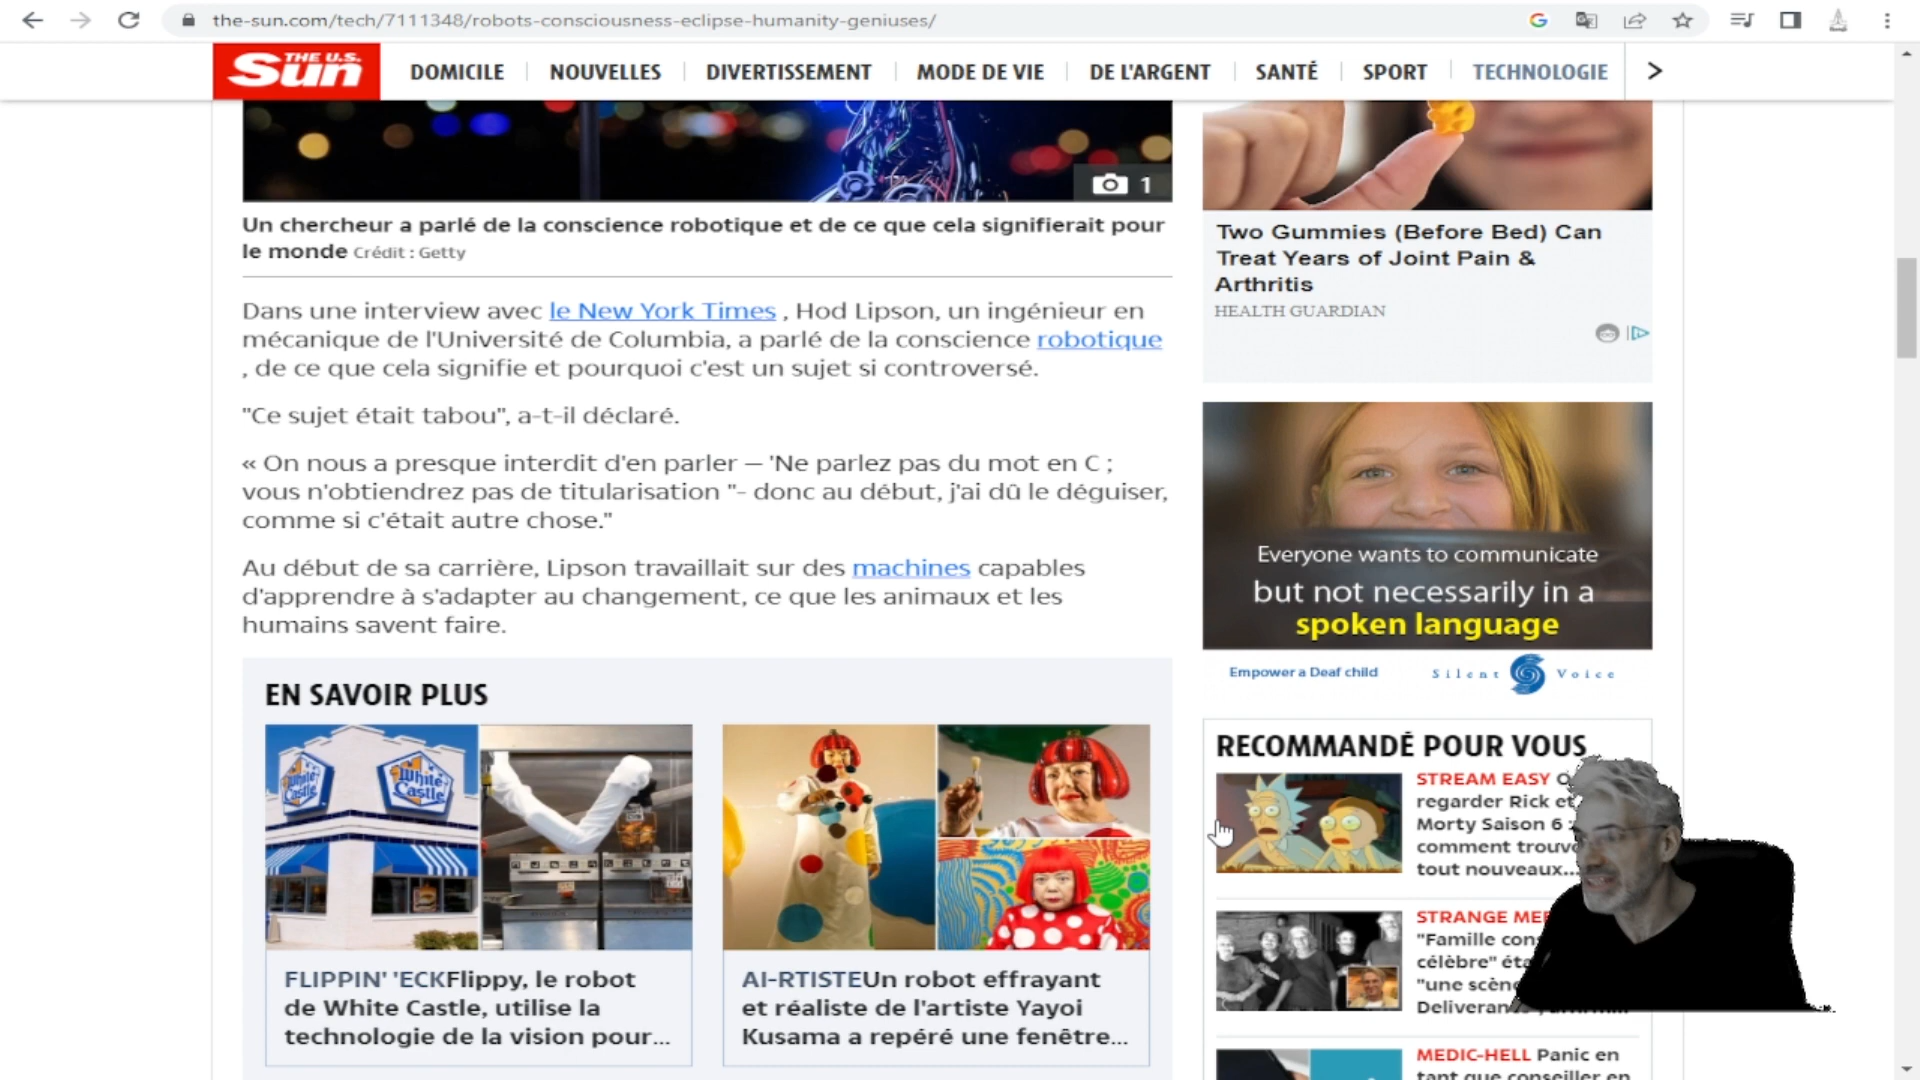 the-sun.com/tech/7111348/robots-consciousness-eclipse-humanity-geniuses/
THE U.S.
Sun
DOMICILE
NOUVELLES
DIVERTISSEMENT
MODE DE VIE
DE L'ARGENT
SANTÉ
SPORT
TECHNOLOGIE
1
Un chercheur a parlé de la conscience robotique et de ce que cela signifierait pour
le monde Crédit : Getty
Dans une interview avec le New York Times , Hod Lipson, un ingénieur en
mécanique de l'Université de Columbia, a parlé de la conscience robotique
, de ce que cela signifie et pourquoi c'est un sujet si controversé.
"Ce sujet était tabou", a-t-il déclaré.
« On nous a presque interdit d'en parler — 'Ne parlez pas du mot en C ;
vous n'obtiendrez pas de titularisation "- donc au début, j'ai dû le déguiser,
comme si c'était autre chose."
Au début de sa carrière, Lipson travaillait sur des machines capables
d'apprendre à s'adapter au changement, ce que les animaux et les
humains savent faire.
EN SAVOIR PLUS
White
Castle
White
Castle
FLIPPIN' 'ECKFlippy, le robot
de White Castle, utilise la
technologie de la vision pour...
AI-RTISTEUn robot effrayant
et réaliste de l'artiste Yayoi
Kusama a repéré une fenêtre...
Two Gummies (Before Bed) Can
Treat Years of Joint Pain &
Arthritis
HEALTH GUARDIAN
Everyone wants to communicate
but not necessarily in a
spoken language
Empower a Deaf child
Silent Voice
RECOMMANDÉ POUR VOUS
STREAM EASY
regarder Rick et
Morty Saison 6 :
comment
tout nouveaux...
STRANGE
"Famille
célèbre"
"une
MEDIC-HELL Panic en
tant que conseiller en